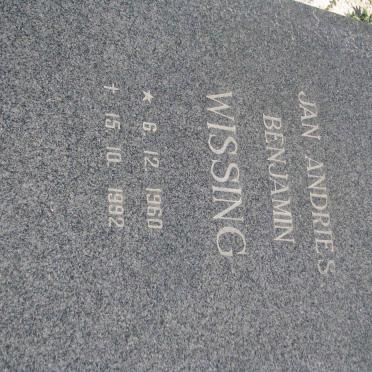 JAN ANDRIES
BENJAMIN
WISSING
★ 6. 12. 1960
† 15. 10. 1992